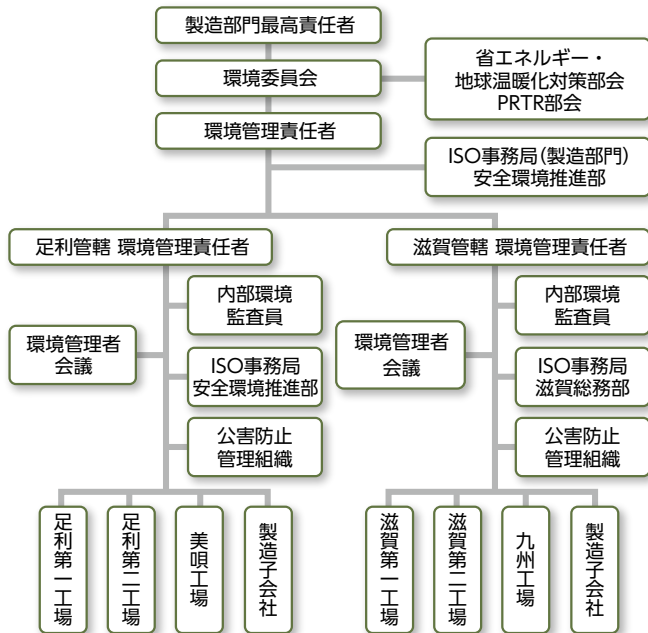 製造部門最高責任者
環境委員会
省エネルギー・
地球温暖化対策部会
PRTR部会
環境管理責任者
ISO事務局(製造部門)
安全環境推進部
足利管轄 環境管理責任者
内部環境
監査員
環境管理者
会議
ISO事務局
安全環境推進部
公害防止
管理組織
足利第一工場
足利第二工場
美唄工場
製造子会社
滋賀管轄 環境管理責任者
内部環境
監査員
環境管理者
会議
ISO事務局
滋賀総務部
公害防止
管理組織
滋賀第一工場
滋賀第二工場
九州工場
製造子会社